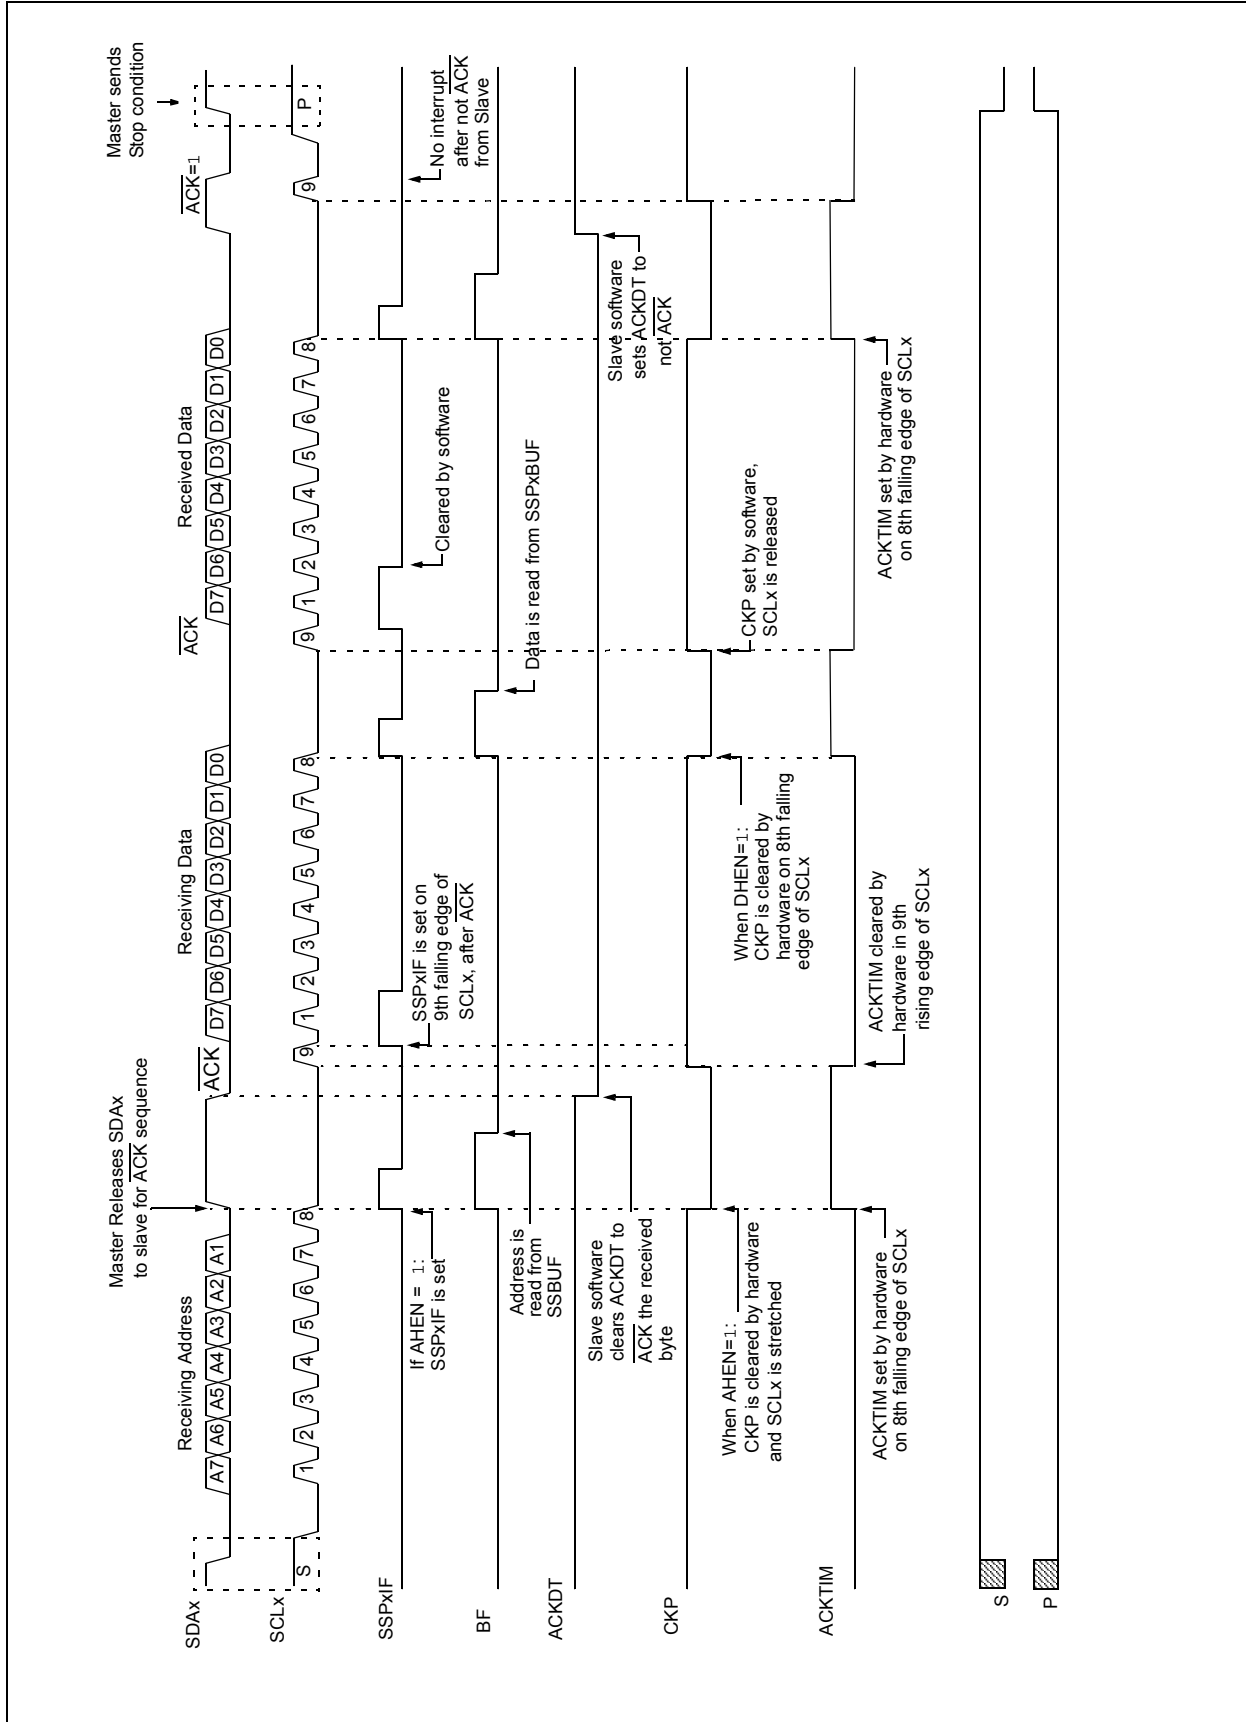 Master Releases SDAx
to slave for ACK sequence
Master sends
Stop condition
Receiving Address
Receiving Data
Received Data
ACK
ACK
ACK=1
SDAx
A7 A6 A5 A4 A3 A2 A1
D7 D6 D5 D4 D3 D2 D1 D0
D7 D6 D5 D4 D3 D2 D1 D0
SCLx
S 1 2 3 4 5 6 7 8 9 1 2 3 4 5 6 7 8 9 1 2 3 4 5 6 7 8 9 P
SSPxIF
If AHEN = 1:
SSPxIF is set
SSPxIF is set on
9th falling edge of
SCLx, after ACK
Cleared by software
No interrupt
after not ACK
from Slave
BF
Address is
read from
SSBUF
Data is read from SSPxBUF
ACKDT
Slave software
clears ACKDT to
ACK the received
byte
Slave software
sets ACKDT to
not ACK
CKP
When AHEN=1:
CKP is cleared by hardware
and SCLx is stretched
When DHEN=1:
CKP is cleared by
hardware on 8th falling
edge of SCLx
CKP set by software,
SCLx is released
ACKTIM
ACKTIM set by hardware
on 8th falling edge of SCLx
ACKTIM cleared by
hardware in 9th
rising edge of SCLx
ACKTIM set by hardware
on 8th falling edge of SCLx
S
P